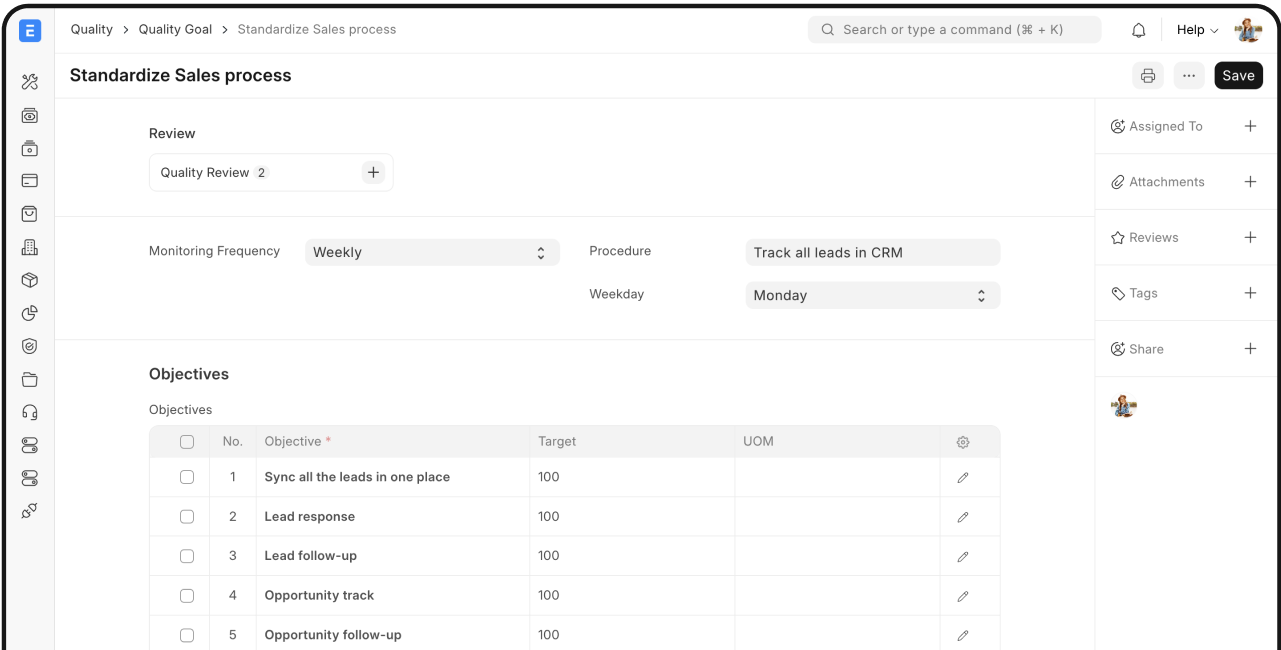 E
Quality > Quality Goal > Standardize Sales process
Search or type a command (⌘ + K)
Help
Standardize Sales process
...
Save
Review
Quality Review 2 +
Monitoring Frequency Weekly
Procedure Track all leads in CRM
Weekday Monday
Objectives
Objectives
No. Objective * Target UOM
1 Sync all the leads in one place 100
2 Lead response 100
3 Lead follow-up 100
4 Opportunity track 100
5 Opportunity follow-up 100
Assigned To +
Attachments +
Reviews +
Tags +
Share +